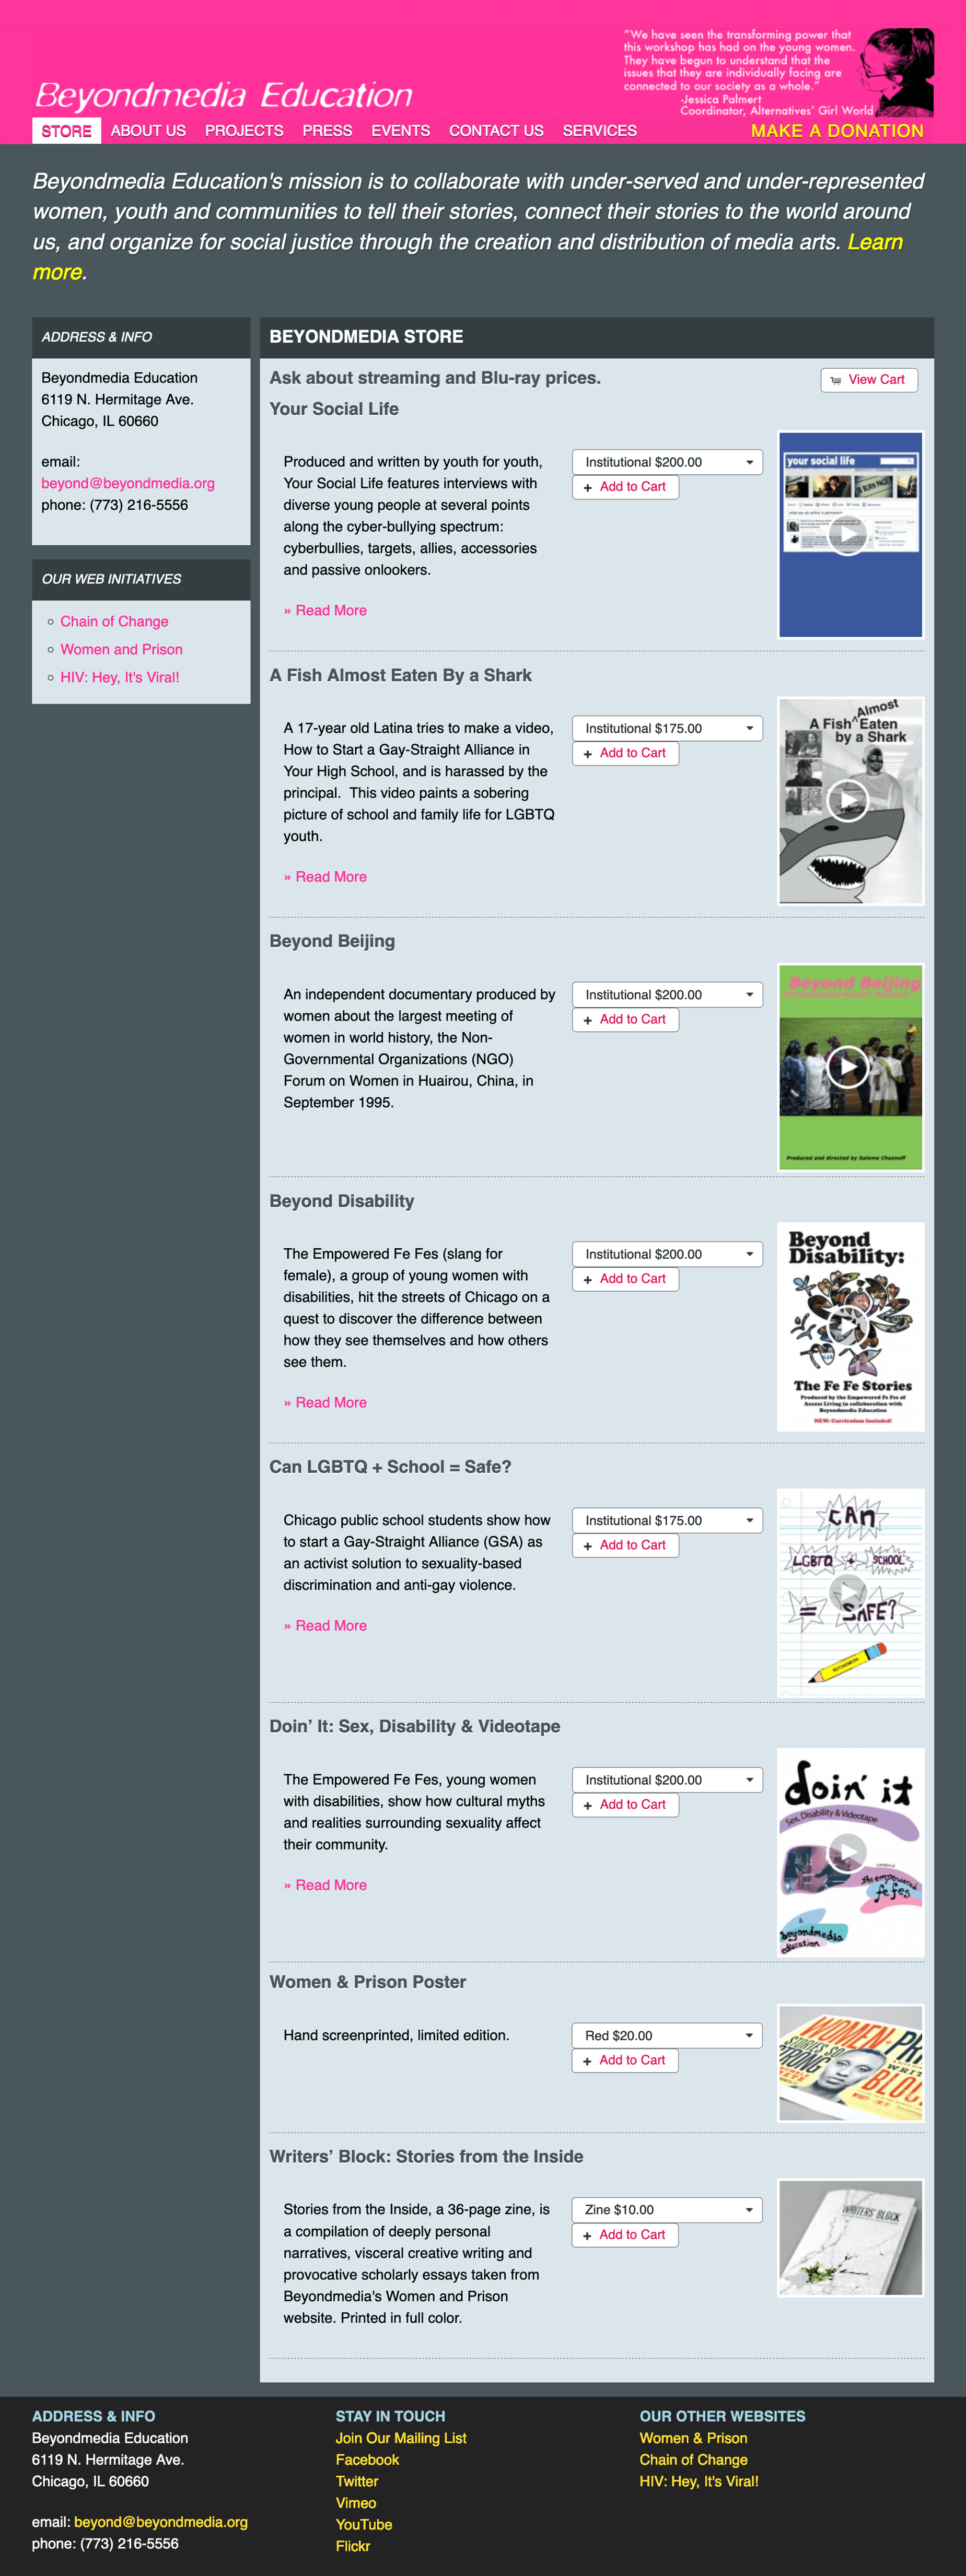 “We have seen the transforming power that
this workshop has had on the young women.
They have begun to understand that the
issues that they are individually facing are
connected to our society as a whole.”
-Jessica Palmert
Coordinator, Alternatives’ Girl World
Beyondmedia Education
STORE ABOUT US PROJECTS PRESS EVENTS CONTACT US SERVICES MAKE A DONATION
Beyondmedia Education's mission is to collaborate with under-served and under-represented
women, youth and communities to tell their stories, connect their stories to the world around
us, and organize for social justice through the creation and distribution of media arts. Learn
more.
ADDRESS & INFO
Beyondmedia Education
6119 N. Hermitage Ave.
Chicago, IL 60660
email:
beyond@beyondmedia.org
phone: (773) 216-5556
OUR WEB INITIATIVES
Chain of Change
Women and Prison
HIV: Hey, It's Viral!
BEYONDMEDIA STORE
Ask about streaming and Blu-ray prices.
View Cart
Your Social Life
Produced and written by youth for youth,
Your Social Life features interviews with
diverse young people at several points
along the cyber-bullying spectrum:
cyberbullies, targets, allies, accessories
and passive onlookers.
» Read More
Institutional $200.00
+ Add to Cart
your social life
A Fish Almost Eaten By a Shark
A 17-year old Latina tries to make a video,
How to Start a Gay-Straight Alliance in
Your High School, and is harassed by the
principal.  This video paints a sobering
picture of school and family life for LGBTQ
youth.
» Read More
Institutional $175.00
+ Add to Cart
Almost
A Fish ^ Eaten
by a Shark
Beyond Beijing
An independent documentary produced by
women about the largest meeting of
women in world history, the Non-
Governmental Organizations (NGO)
Forum on Women in Huairou, China, in
September 1995.
Institutional $200.00
+ Add to Cart
Beyond Beijing
Produced and directed by Salome Chasnoff
Beyond Disability
The Empowered Fe Fes (slang for
female), a group of young women with
disabilities, hit the streets of Chicago on a
quest to discover the difference between
how they see themselves and how others
see them.
» Read More
Institutional $200.00
+ Add to Cart
Beyond
Disability:
The Fe Fe Stories
Produced by the Empowered Fe Fes of
Access Living in collaboration with
Beyondmedia Education
NEW: Curriculum Included!
Can LGBTQ + School = Safe?
Chicago public school students show how
to start a Gay-Straight Alliance (GSA) as
an activist solution to sexuality-based
discrimination and anti-gay violence.
» Read More
Institutional $175.00
+ Add to Cart
CAN
LGBTQ + SCHOOL
= SAFE?
BEYONDMEDIA
Doin’ It: Sex, Disability & Videotape
The Empowered Fe Fes, young women
with disabilities, show how cultural myths
and realities surrounding sexuality affect
their community.
» Read More
Institutional $200.00
+ Add to Cart
doin' it
Sex, Disability & Videotape
the empowered
fe fes
&
beyondmedia
education
Women & Prison Poster
Hand screenprinted, limited edition.
Red $20.00
+ Add to Cart
WOMEN + PR
STORIES SO
STRONG
WRIT
BLOC
Writers’ Block: Stories from the Inside
Stories from the Inside, a 36-page zine, is
a compilation of deeply personal
narratives, visceral creative writing and
provocative scholarly essays taken from
Beyondmedia's Women and Prison
website. Printed in full color.
Zine $10.00
+ Add to Cart
WRITERS' BLOCK
ADDRESS & INFO
Beyondmedia Education
6119 N. Hermitage Ave.
Chicago, IL 60660
email: beyond@beyondmedia.org
phone: (773) 216-5556
STAY IN TOUCH
Join Our Mailing List
Facebook
Twitter
Vimeo
YouTube
Flickr
OUR OTHER WEBSITES
Women & Prison
Chain of Change
HIV: Hey, It's Viral!